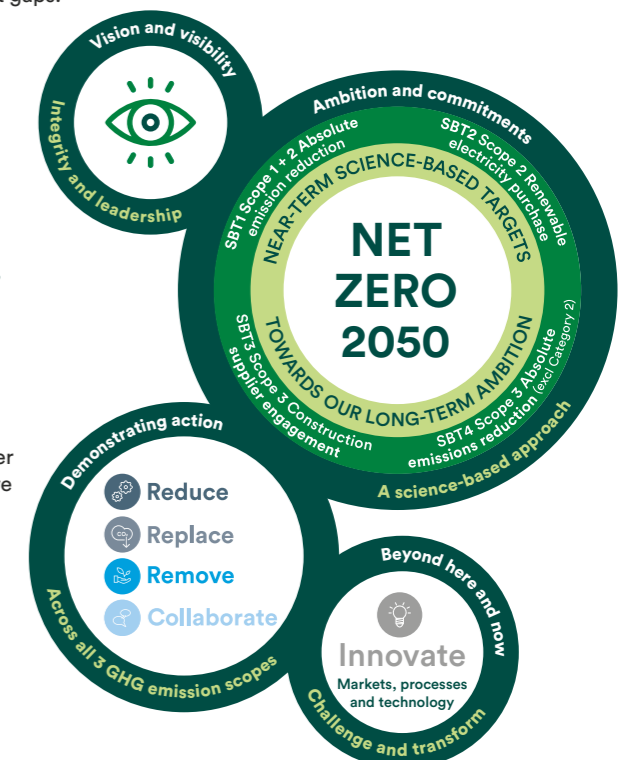 gaps.
Vision and visibility
Integrity and leadership
Ambition and commitments
SBT1 Scope 1 + 2 Absolute
emission reduction
SBT2 Scope 2 Renewable
electricity purchase
NEAR-TERM SCIENCE-BASED TARGETS
NET
ZERO
2050
TOWARDS OUR LONG-TERM AMBITION
SBT3 Scope 3 Construction
supplier engagement
SBT4 Scope 3 Absolute
emissions reduction (excl Category 2)
A science-based approach
er
re
Demonstrating action
Reduce
Replace
Remove
Collaborate
Across all 3 GHG emission scopes
Beyond here and now
Innovate
Markets, processes
and technology
Challenge and transform